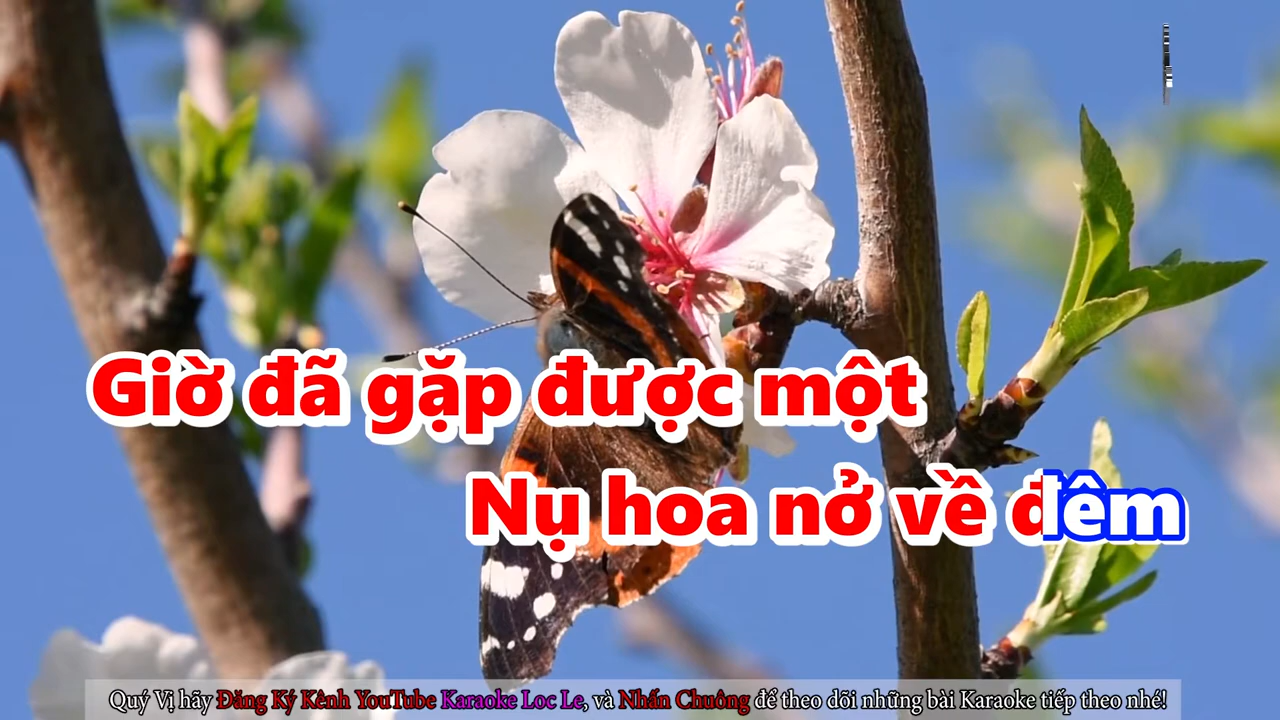 Giờ đã gặp được một
Nụ hoa nở về đêm
Quý Vị hãy Đăng Ký Kênh YouTube Karaoke Loc Le, và Nhấn Chuông để theo dõi những bài Karaoke tiếp theo nhé!